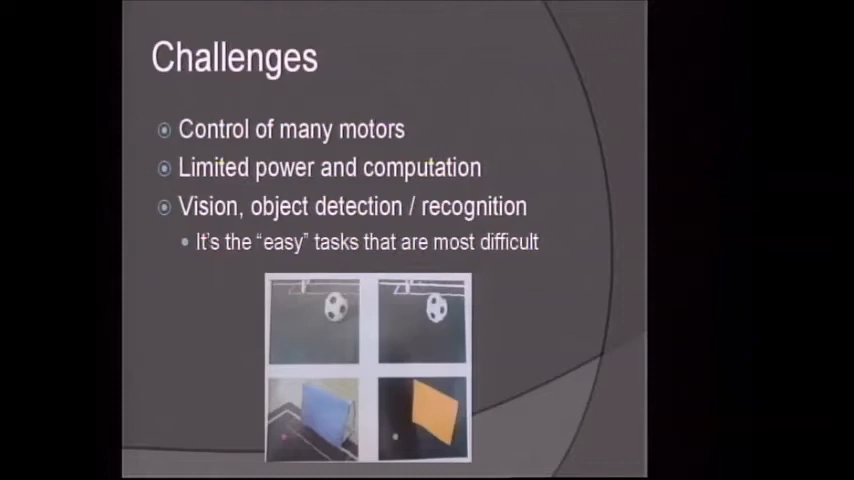 Challenges
Control of many motors
Limited power and computation
Vision, object detection / recognition
It's the “easy” tasks that are most difficult